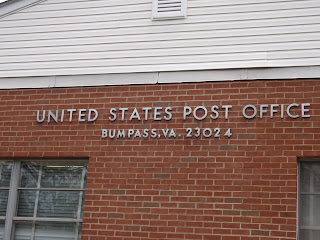 UNITED STATES POST OFFICE
BUMPASS, VA. 23024